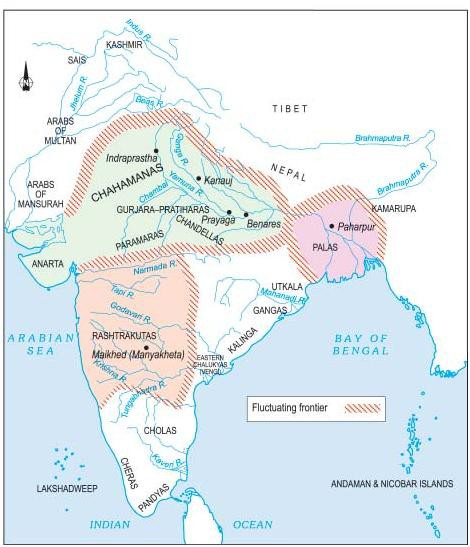 Indus R.
KASHMIR
SAIS
Jhelum R.
Beas R.
TIBET
ARABS
OF
MULTAN
Brahmaputra R.
Indraprastha
Ganga R.
NEPAL
Brahmaputra R.
CHAHAMANAS
Kanauj
Yamuna R.
ARABS
OF
MANSURAH
Chambal
KAMARUPA
GURJARA–PRATIHARAS
Prayaga
CHANDELLAS
Benares
Paharpur
PARAMARAS
PALAS
ANARTA
Narmada R.
UTKALA
Tapi R.
Mahanadi R.
Godavari R.
GANGAS
ARABIAN
SEA
RASHTRAKUTAS
KALINGA
BAY OF
BENGAL
Malkhed (Manyakheta)
EASTERN
CHALUKYAS
(VENGI)
Krishna R.
Tungabhadra R.
Fluctuating frontier
CHOLAS
Kaveri R.
CHERAS
LAKSHADWEEP
PANDYAS
ANDAMAN & NICOBAR ISLANDS
INDIAN OCEAN